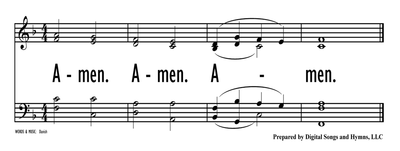 A - men. A - men. A - men.
WORDS & MUSIC Danish
Prepared by Digital Songs and Hymns, LLC